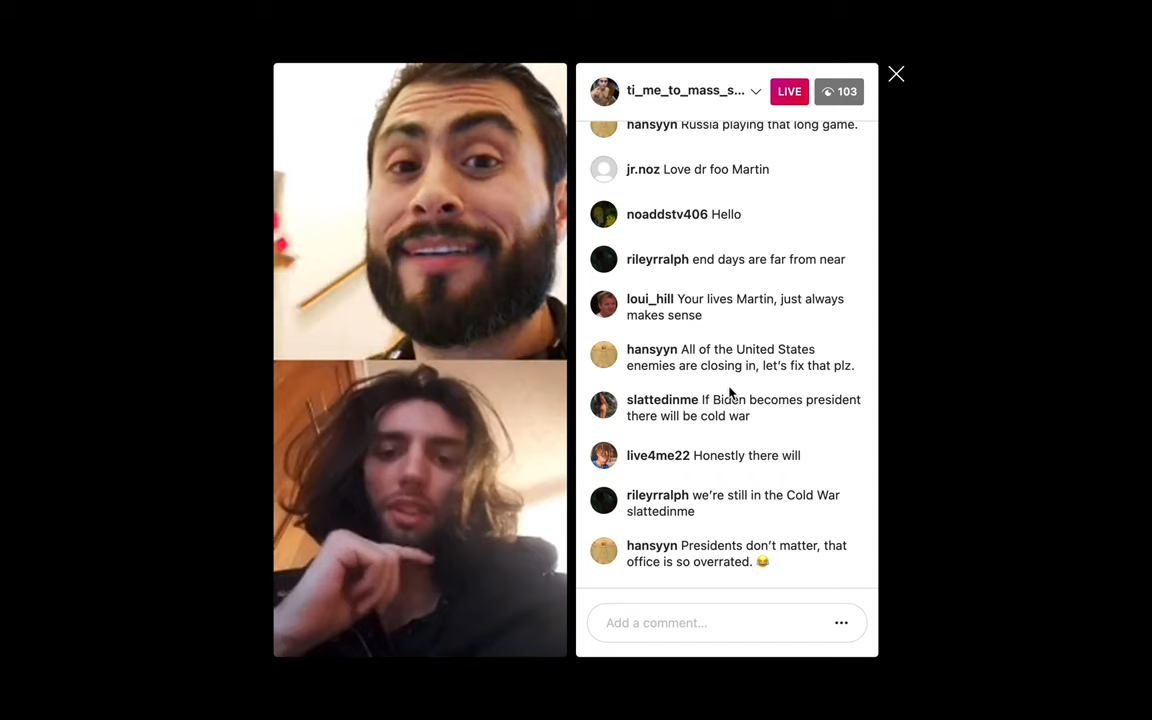 ti_me_to_mass_s...
LIVE
103
hansyyn Russia playing that long game.
jr.noz Love dr foo Martin
noaddstv406 Hello
rileyrralph end days are far from near
loui_hill Your lives Martin, just always
makes sense
hansyyn All of the United States
enemies are closing in, let's fix that plz.
slattedinme If Biden becomes president
there will be cold war
live4me22 Honestly there will
rileyrralph we're still in the Cold War
slattedinme
hansyyn Presidents don't matter, that
office is so overrated. 😂
Add a comment...